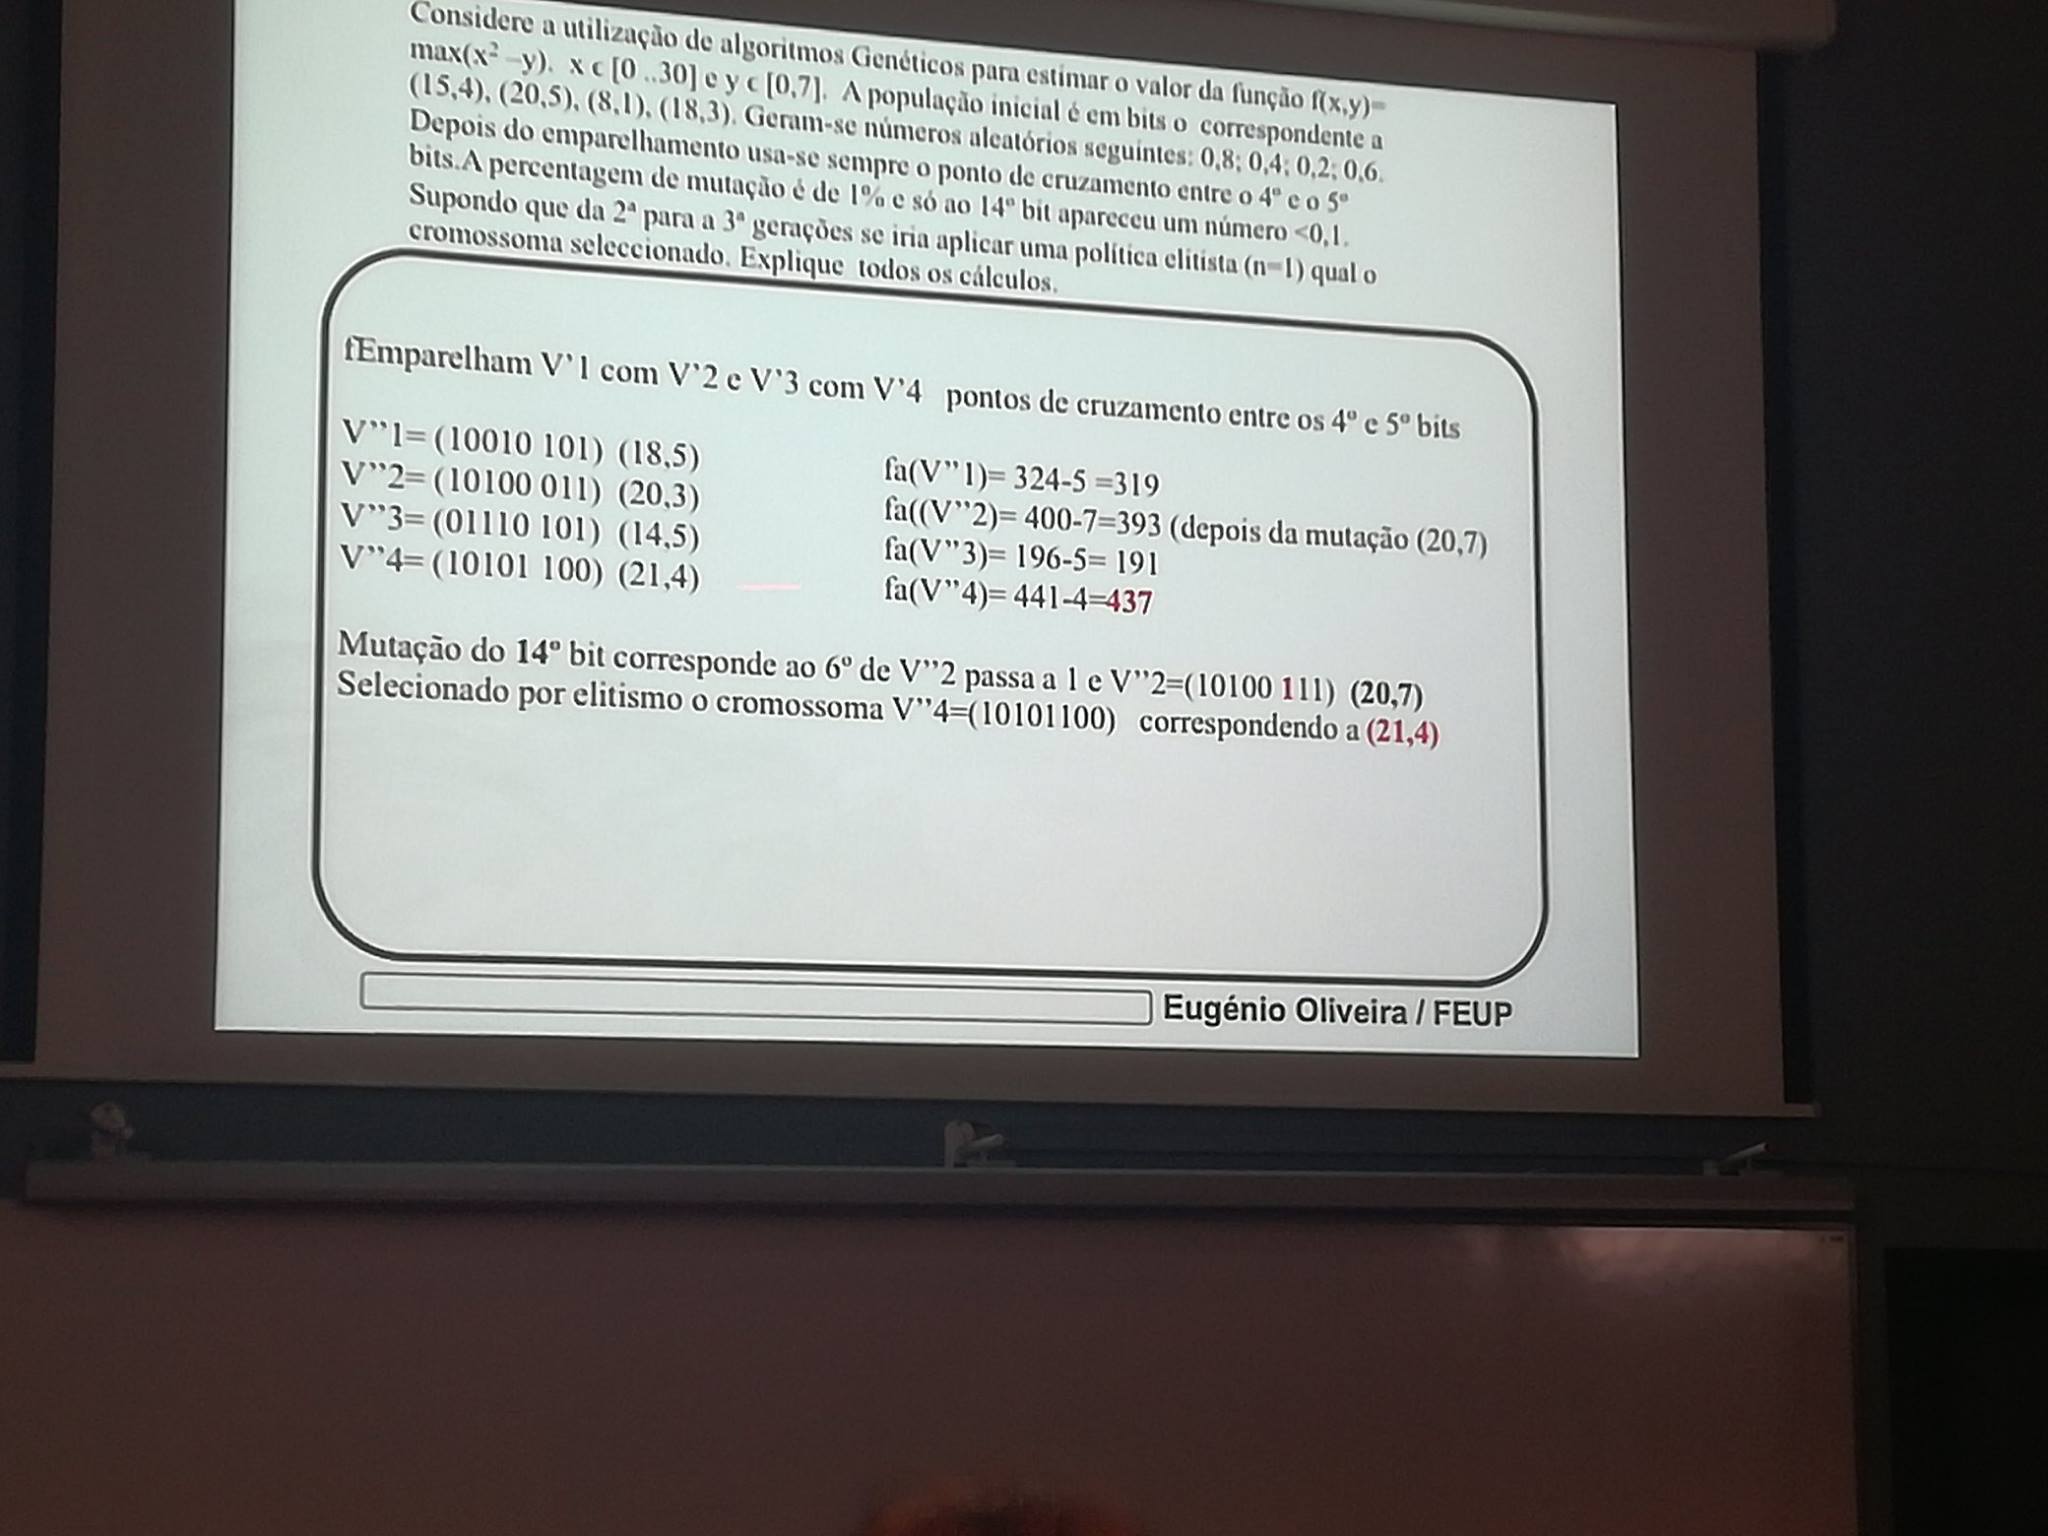 Considere a utilização de algoritmos Genéticos para estimar o valor da função f(x,y)=
max(x² –y). x є [0 ..30] e y є [0,7]. A população inicial é em bits o correspondente a
(15,4), (20,5), (8,1), (18,3). Geram-se números aleatórios seguintes: 0,8; 0,4; 0,2; 0,6.
Depois do emparelhamento usa-se sempre o ponto de cruzamento entre o 4º e o 5º
bits.A percentagem de mutação é de 1% e só ao 14º bit apareceu um número <0,1.
Supondo que da 2ª para a 3ª gerações se iria aplicar uma política elitista (n=1) qual o
cromossoma seleccionado. Explique todos os cálculos.
fEmparelham V’1 com V’2 e V’3 com V’4 pontos de cruzamento entre os 4º e 5º bits
V’’1= (10010 101) (18,5) fa(V’’1)= 324-5 =319
V’’2= (10100 011) (20,3) fa((V’’2)= 400-7=393 (depois da mutação (20,7)
V’’3= (01110 101) (14,5) fa(V’’3)= 196-5= 191
V’’4= (10101 100) (21,4) fa(V’’4)= 441-4=437
Mutação do 14º bit corresponde ao 6º de V’’2 passa a 1 e V’’2=(10100 111) (20,7)
Selecionado por elitismo o cromossoma V’’4=(10101100) correspondendo a (21,4)
Eugénio Oliveira / FEUP